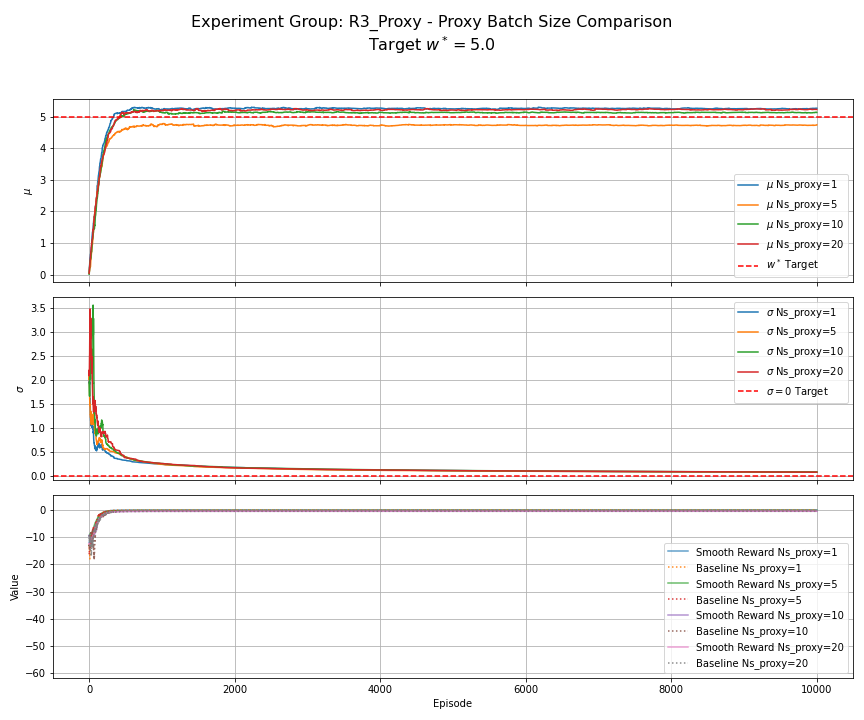 Experiment Group: R3_Proxy - Proxy Batch Size Comparison
Target w* = 5.0
5
4
3
2
1
0
μ
μ Ns_proxy=1
μ Ns_proxy=5
μ Ns_proxy=10
μ Ns_proxy=20
w* Target
3.5
3.0
2.5
2.0
1.5
1.0
0.5
0.0
σ
σ Ns_proxy=1
σ Ns_proxy=5
σ Ns_proxy=10
σ Ns_proxy=20
σ = 0 Target
0
−10
−20
−30
−40
−50
−60
Value
Smooth Reward Ns_proxy=1
Baseline Ns_proxy=1
Smooth Reward Ns_proxy=5
Baseline Ns_proxy=5
Smooth Reward Ns_proxy=10
Baseline Ns_proxy=10
Smooth Reward Ns_proxy=20
Baseline Ns_proxy=20
0 2000 4000 6000 8000 10000
Episode